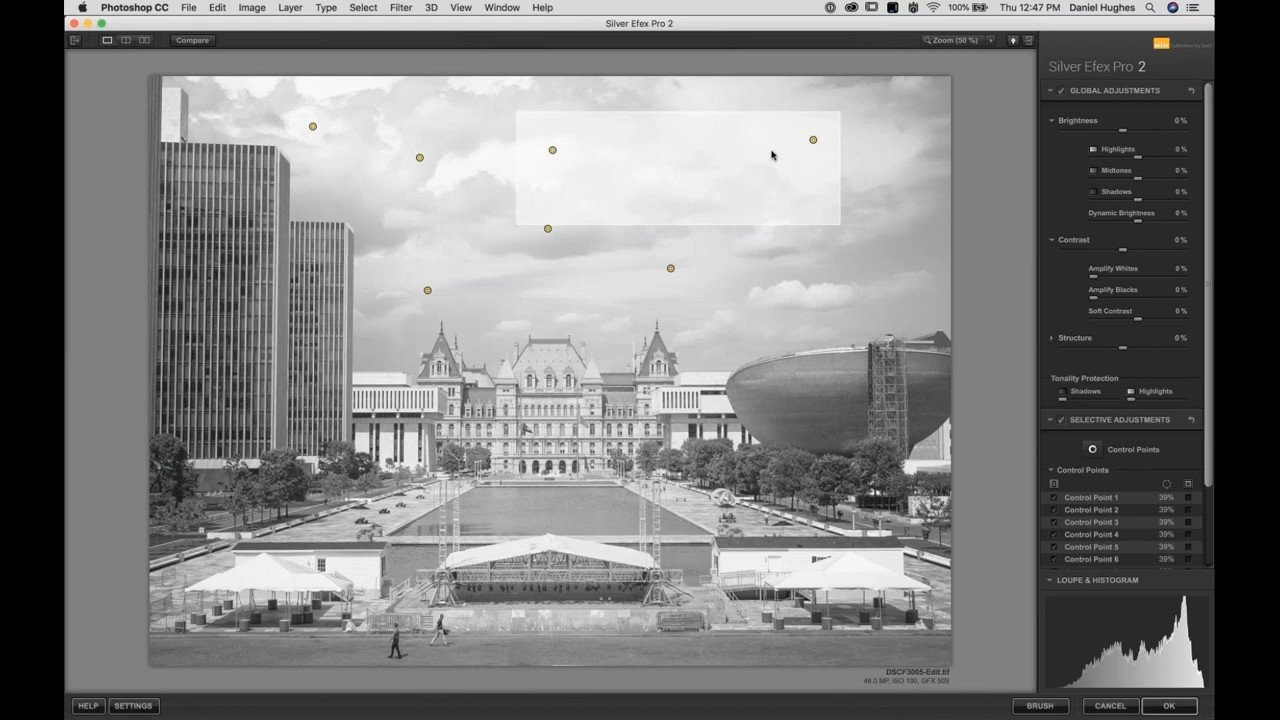 Photoshop CC File Edit Image Layer Type Select Filter 3D View Window Help 100% Thu 12:47 PM Daniel Hughes
Silver Efex Pro 2
Compare
Zoom (50 %)
Silver Efex Pro 2
GLOBAL ADJUSTMENTS
Brightness 0 %
Highlights 0 %
Midtones 0 %
Shadows 0 %
Dynamic Brightness 0 %
Contrast 0 %
Amplify Whites 0 %
Amplify Blacks 0 %
Soft Contrast 0 %
Structure 0 %
Tonality Protection
Shadows Highlights
SELECTIVE ADJUSTMENTS
Control Points
Control Points
Control Point 1 39%
Control Point 2 39%
Control Point 3 39%
Control Point 4 39%
Control Point 5 39%
Control Point 6 39%
LOUPE & HISTOGRAM
DSCF3005-Edit.tif
48.0 MP, ISO 100, GFX 50S
HELP SETTINGS BRUSH CANCEL OK